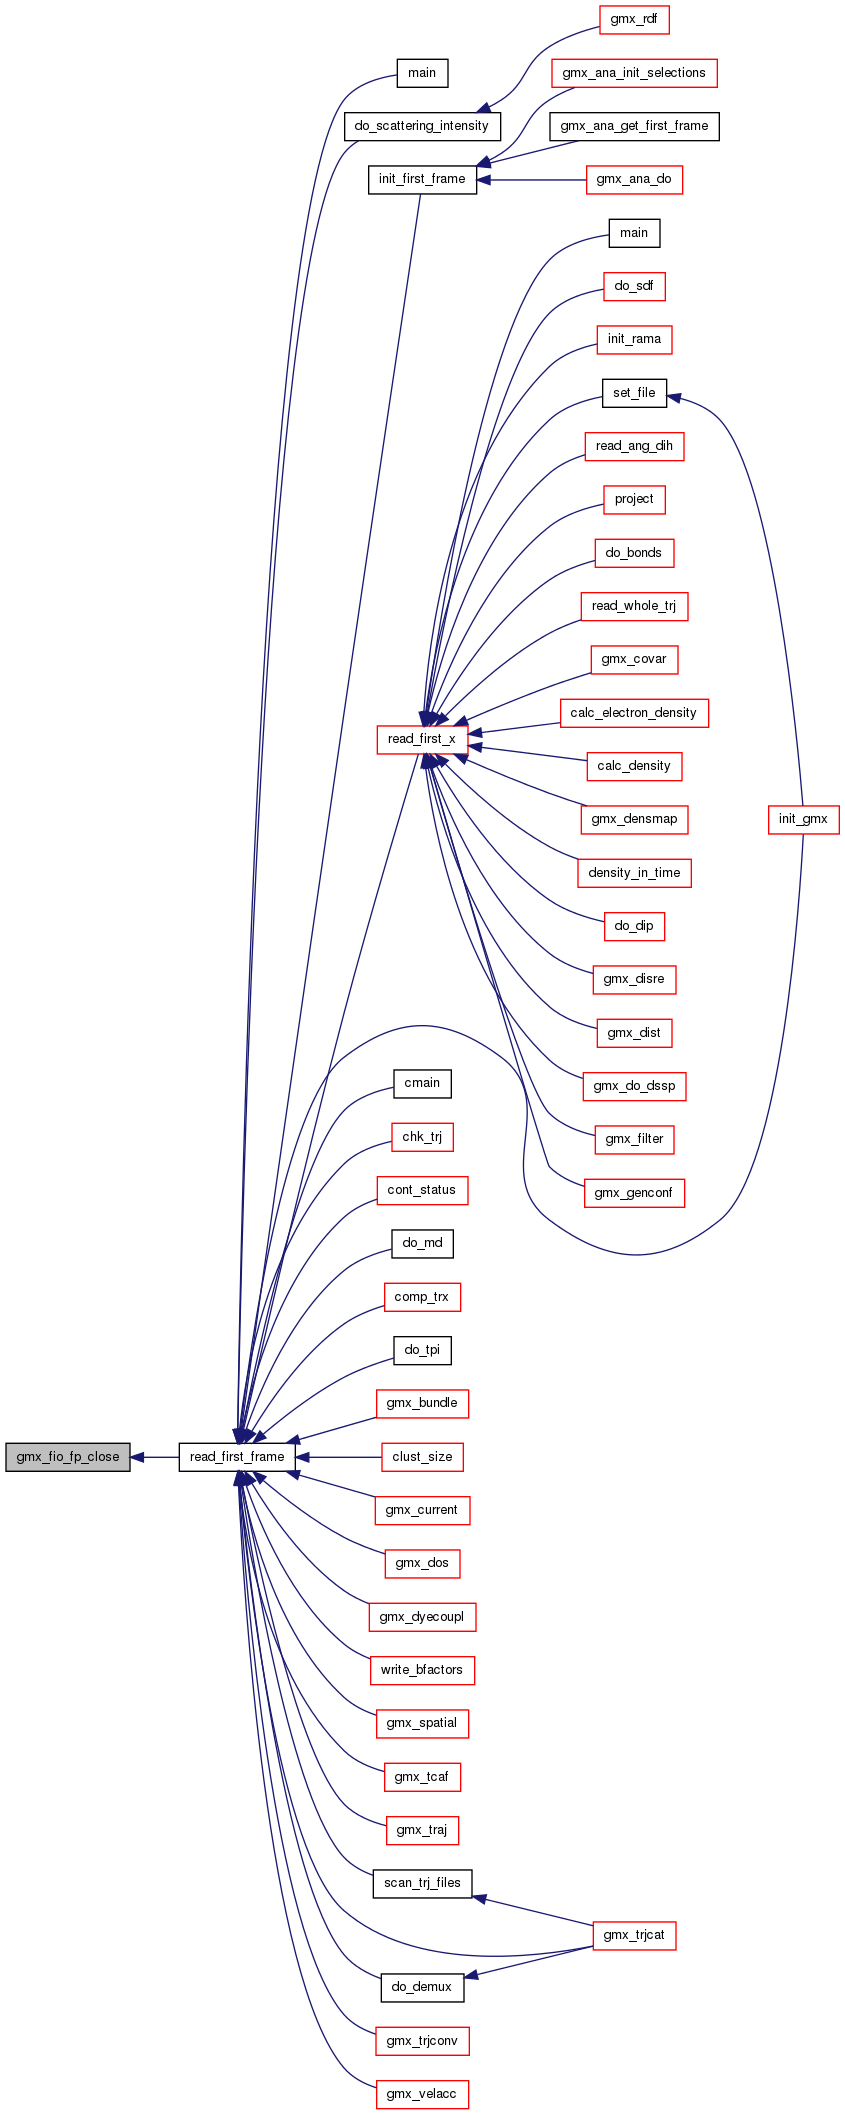 gmx_rdf
main
gmx_ana_init_selections
do_scattering_intensity
gmx_ana_get_first_frame
init_first_frame
gmx_ana_do
main
do_sdf
init_rama
set_file
read_ang_dih
project
do_bonds
read_whole_trj
gmx_covar
calc_electron_density
read_first_x
calc_density
gmx_densmap
init_gmx
density_in_time
do_dip
gmx_disre
gmx_dist
cmain
gmx_do_dssp
chk_trj
gmx_filter
cont_status
gmx_genconf
do_md
comp_trx
do_tpi
gmx_bundle
gmx_fio_fp_close
read_first_frame
clust_size
gmx_current
gmx_dos
gmx_dyecoupl
write_bfactors
gmx_spatial
gmx_tcaf
gmx_traj
scan_trj_files
gmx_trjcat
do_demux
gmx_trjconv
gmx_velacc